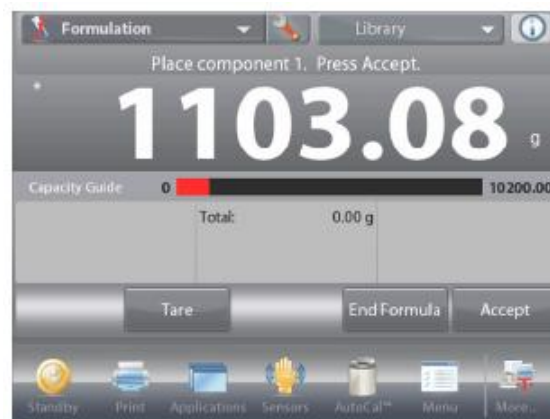 Formulation Library
Place component 1. Press Accept.
* 1103.08 g
Capacity Guide 0 10200.00
Total: 0.00 g
Tare End Formula Accept
Standby Print Applications Sensors AutoCal™ Menu More...